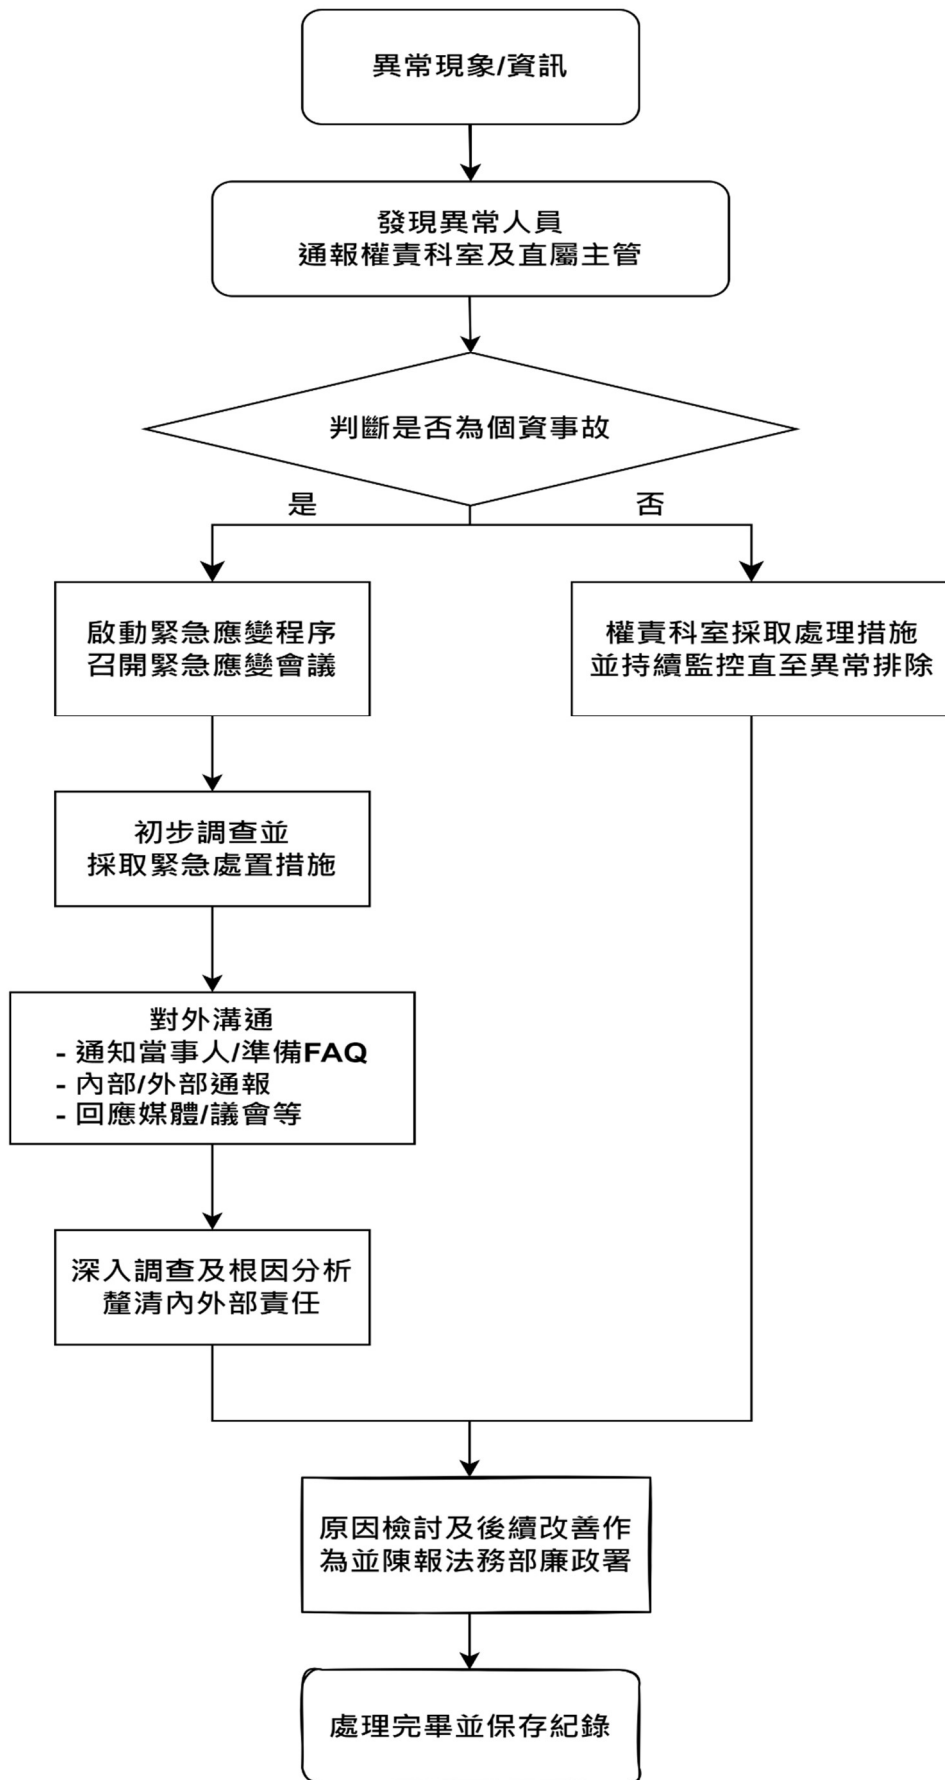 異常現象/資訊
發現異常人員
通報權責科室及直屬主管
判斷是否為個資事故
是
否
啟動緊急應變程序
召開緊急應變會議
權責科室採取處理措施
並持續監控直至異常排除
初步調查並
採取緊急處置措施
對外溝通
- 通知當事人/準備FAQ
- 內部/外部通報
- 回應媒體/議會等
深入調查及根因分析
釐清內外部責任
原因檢討及後續改善作
為並陳報法務部廉政署
處理完畢並保存紀錄